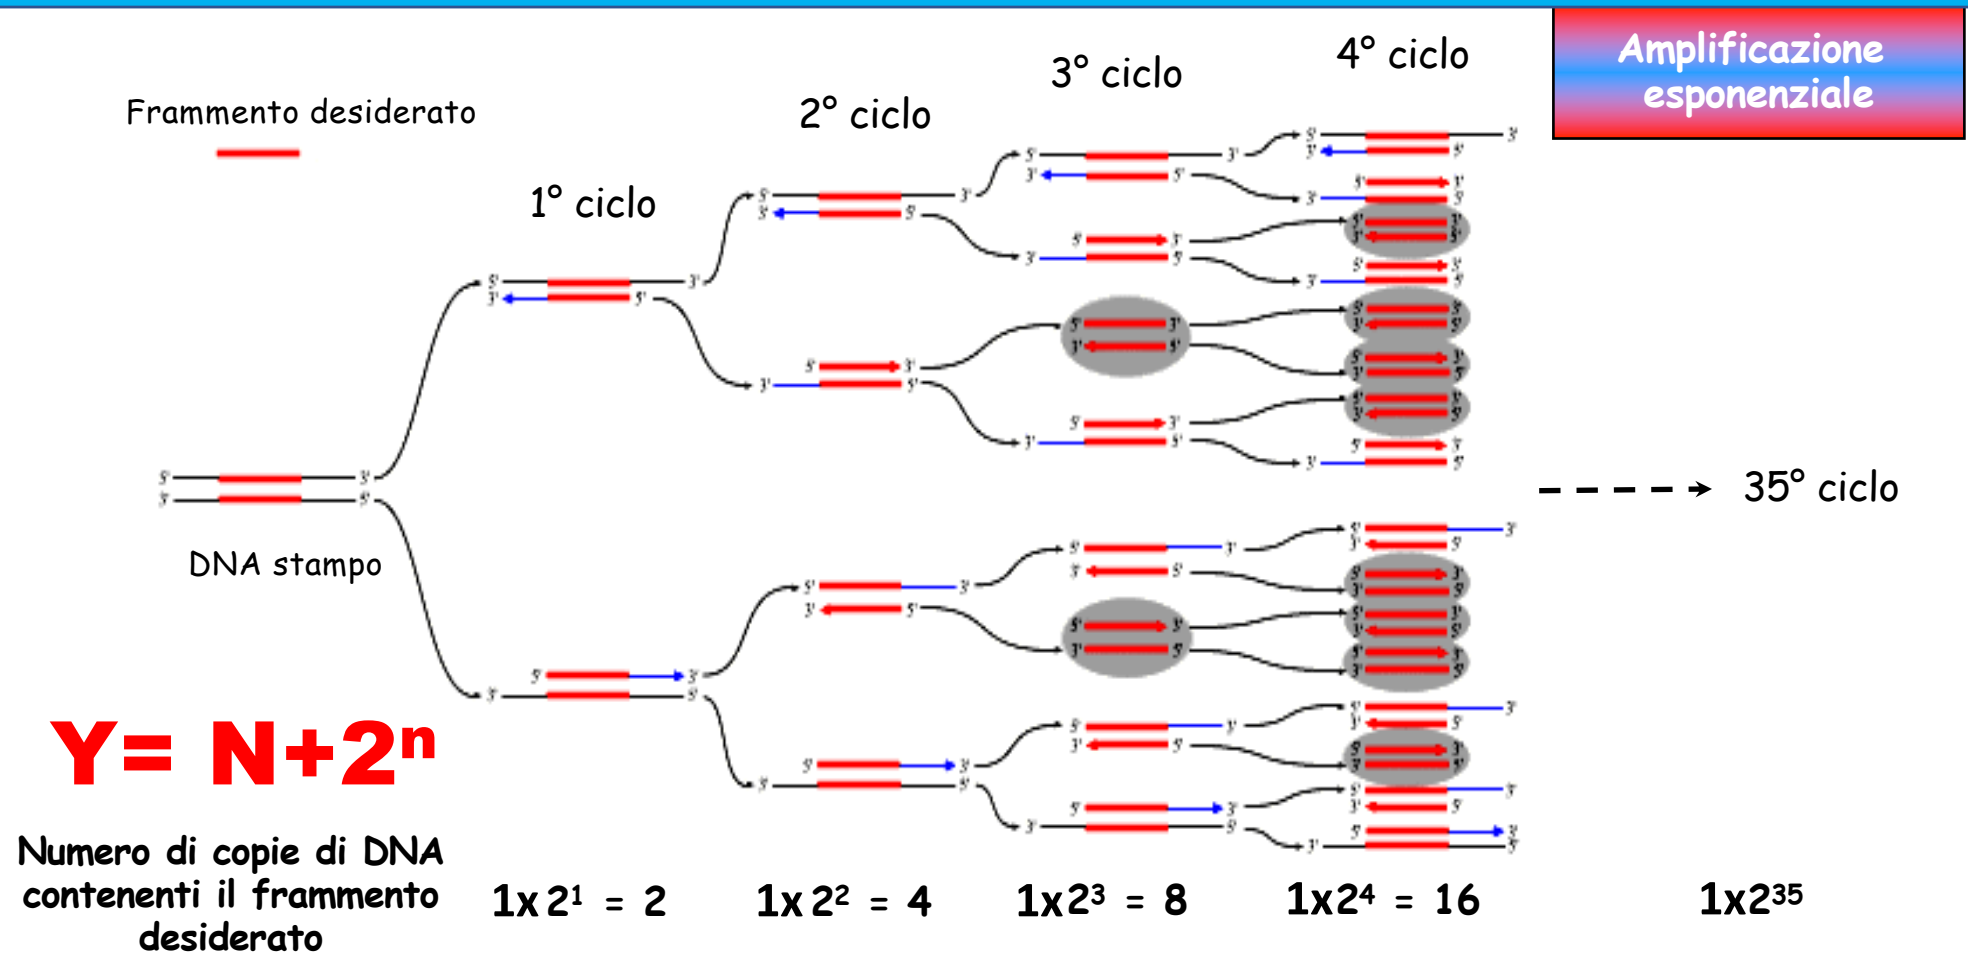 Amplificazione
esponenziale
Frammento desiderato
1° ciclo
2° ciclo
3° ciclo
4° ciclo
35° ciclo
DNA stampo
Y= N+2ⁿ
Numero di copie di DNA
contenenti il frammento
desiderato
1x2¹ = 2
1x2² = 4
1x2³ = 8
1x2⁴ = 16
1x2³⁵